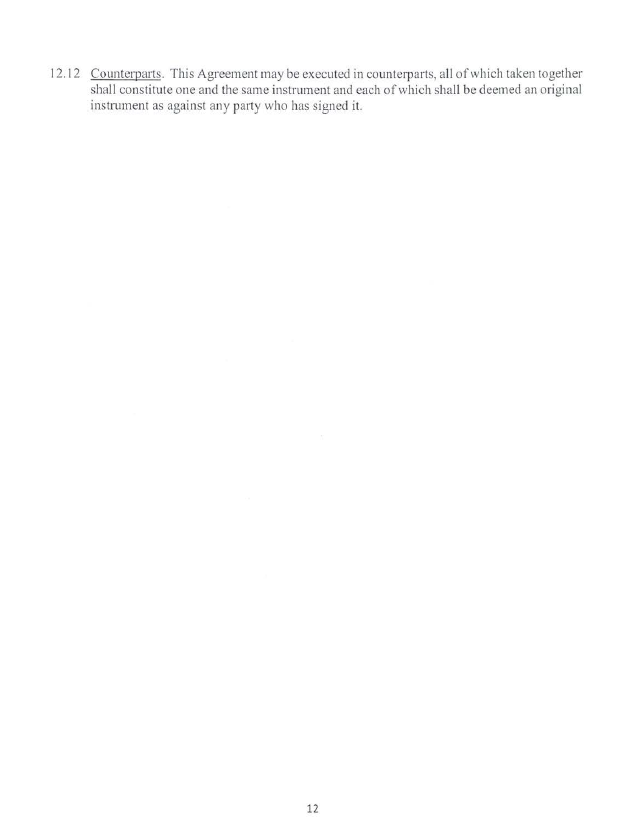 12.12 Counterparts. This Agreement may be executed in counterparts, all of which taken together
shall constitute one and the same instrument and each of which shall be deemed an original
instrument as against any party who has signed it.
12